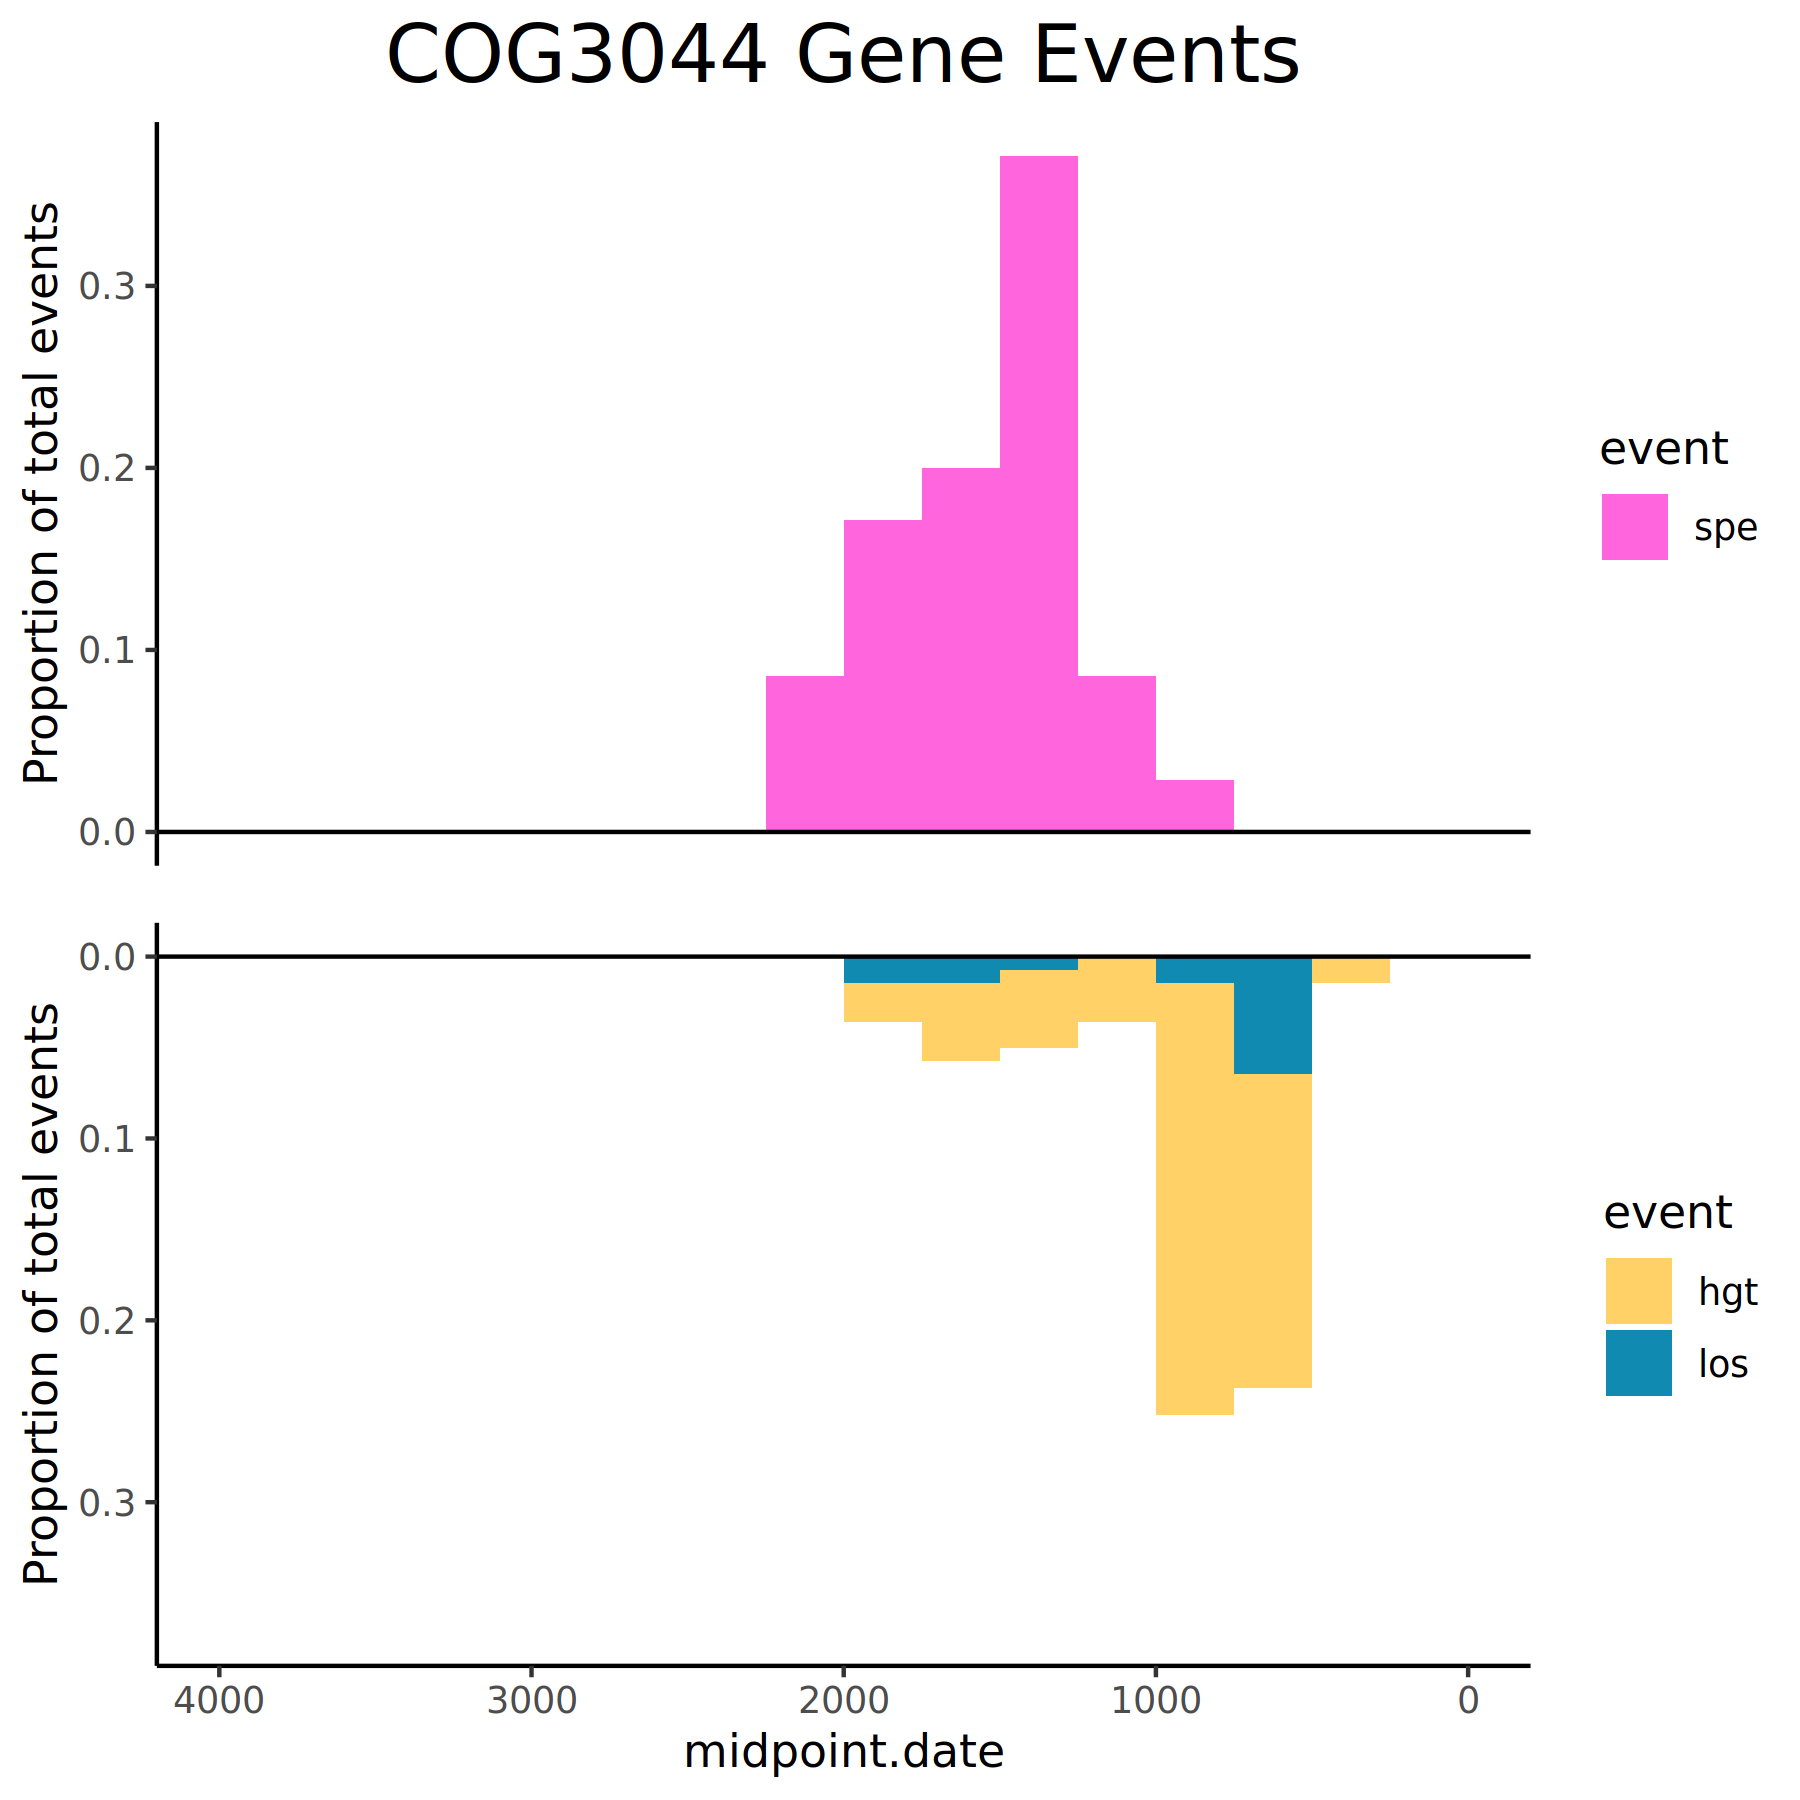 COG3044 Gene Events
Proportion of total events
0.3
0.2
0.1
0.0
event
spe
Proportion of total events
0.0
0.1
0.2
0.3
event
hgt
los
4000 3000 2000 1000 0
midpoint.date